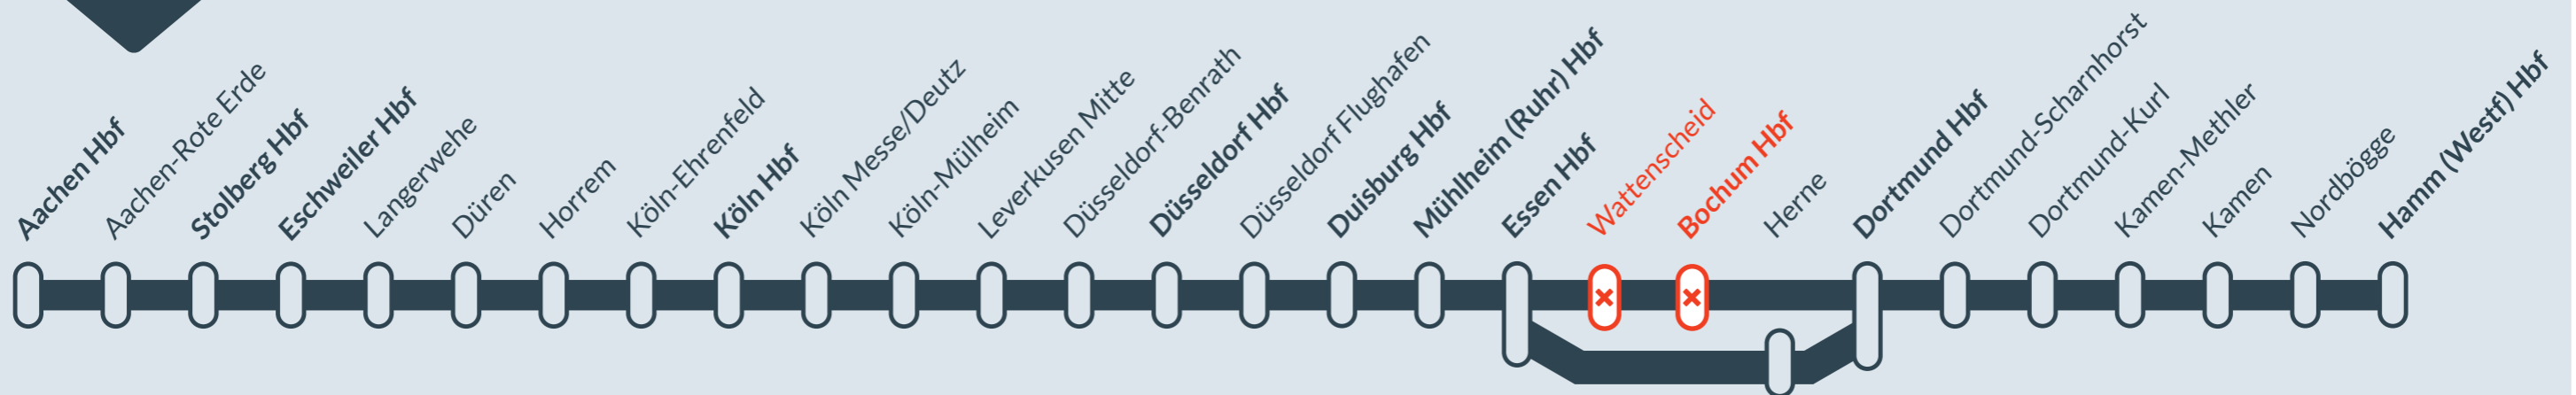 Aachen Hbf
Aachen-Rote Erde
Stolberg Hbf
Eschweiler Hbf
Langerwehe
Düren
Horrem
Köln-Ehrenfeld
Köln Hbf
Köln Messe/Deutz
Köln-Mülheim
Leverkusen Mitte
Düsseldorf-Benrath
Düsseldorf Hbf
Düsseldorf Flughafen
Duisburg Hbf
Mühlheim (Ruhr) Hbf
Essen Hbf
Wattenscheid
Bochum Hbf
Herne
Dortmund Hbf
Dortmund-Scharnhorst
Dortmund-Kurl
Kamen-Methler
Kamen
Nordbögge
Hamm (Westf) Hbf